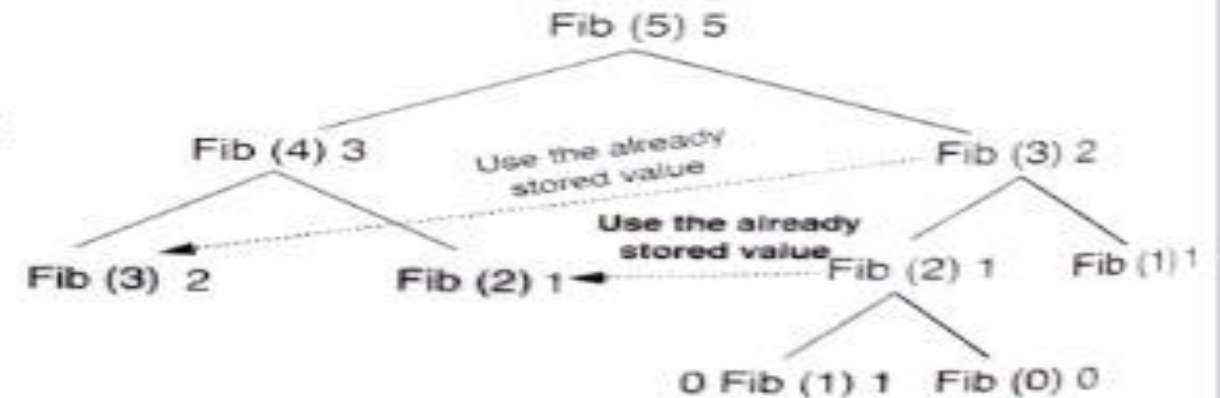 Fib (5) 5
Fib (4) 3
Use the already
stored value
Fib (3) 2
Use the already
stored value
Fib (3) 2
Fib (2) 1
Fib (2) 1
Fib (1) 1
0 Fib (1) 1
Fib (0) 0